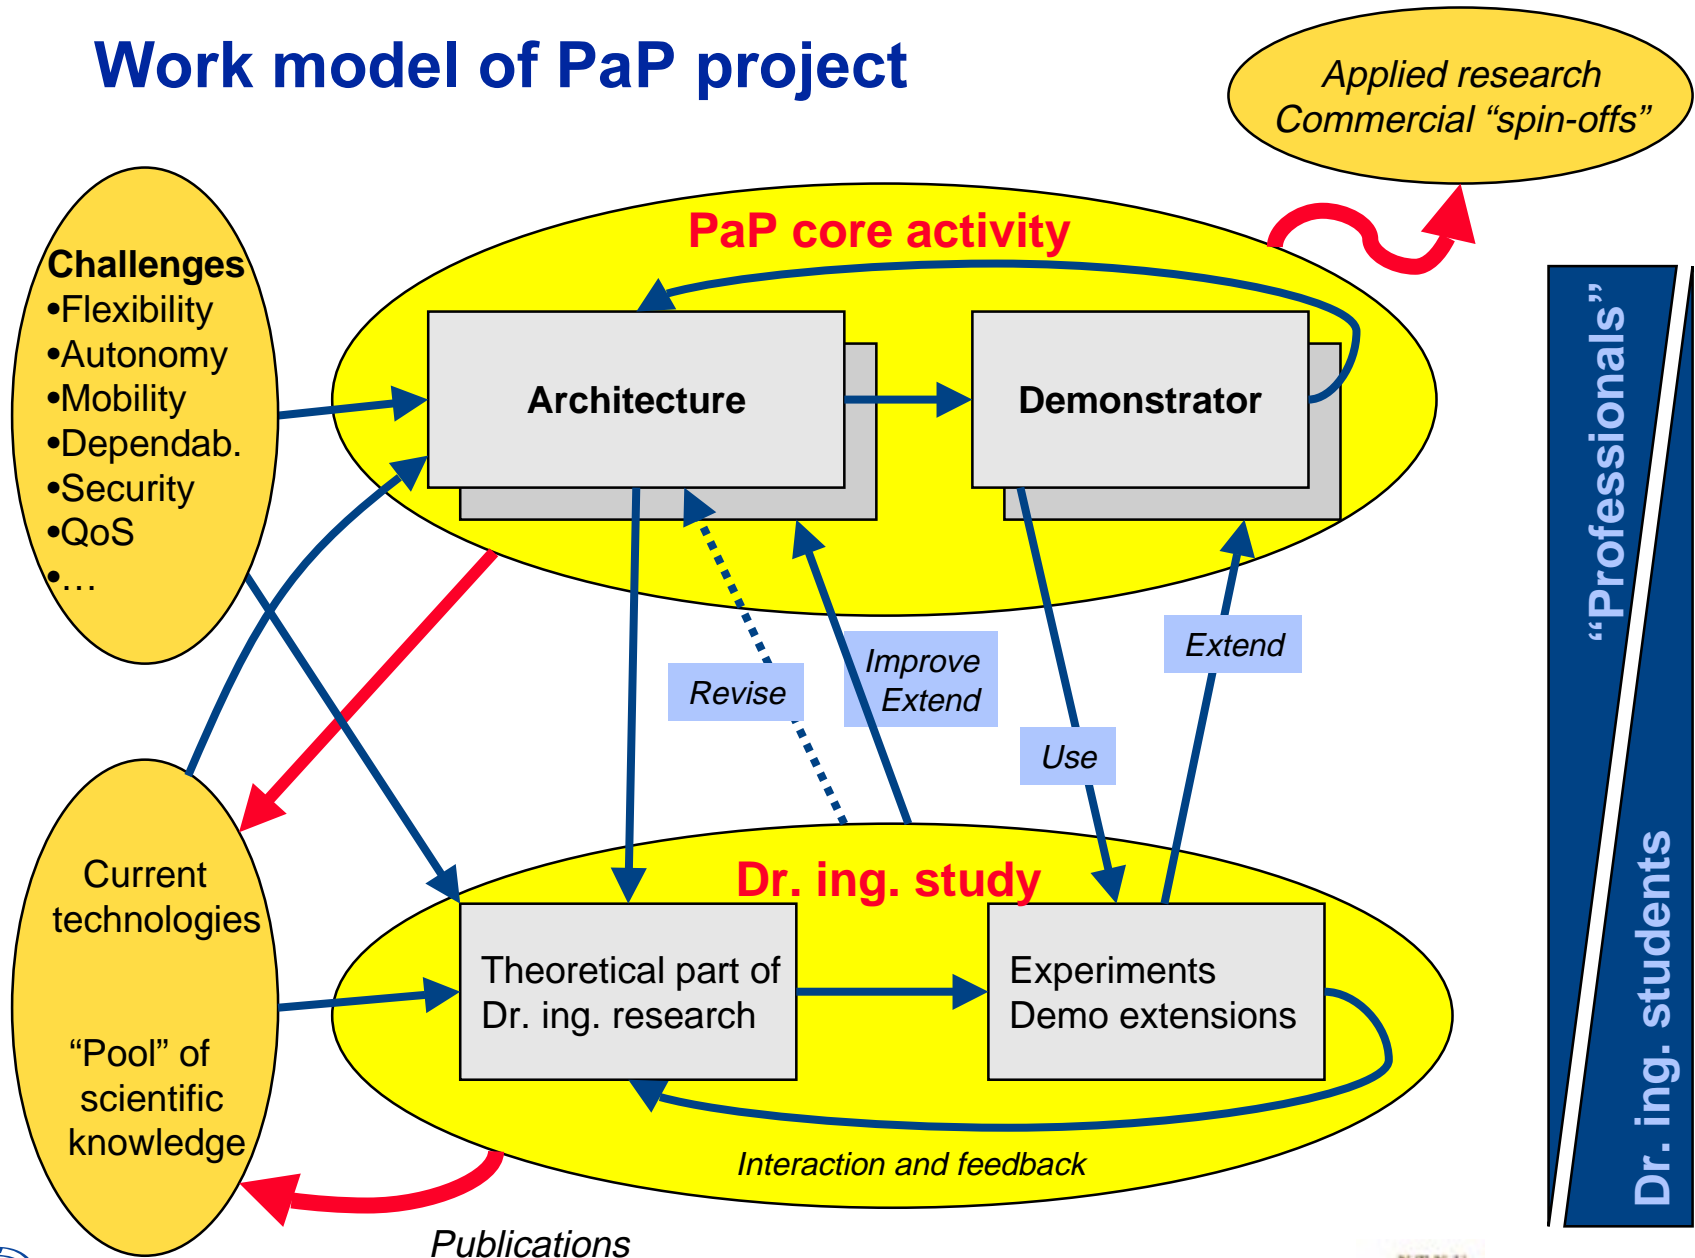 Work model of PaP project
Applied research
Commercial “spin-offs”
Challenges
•Flexibility
•Autonomy
•Mobility
•Dependab.
•Security
•QoS
•…
PaP core activity
Architecture
Demonstrator
Revise
Improve
Extend
Use
Extend
“Professionals”
Dr. ing. students
Current
technologies
“Pool” of
scientific
knowledge
Dr. ing. study
Theoretical part of
Dr. ing. research
Experiments
Demo extensions
Interaction and feedback
Publications